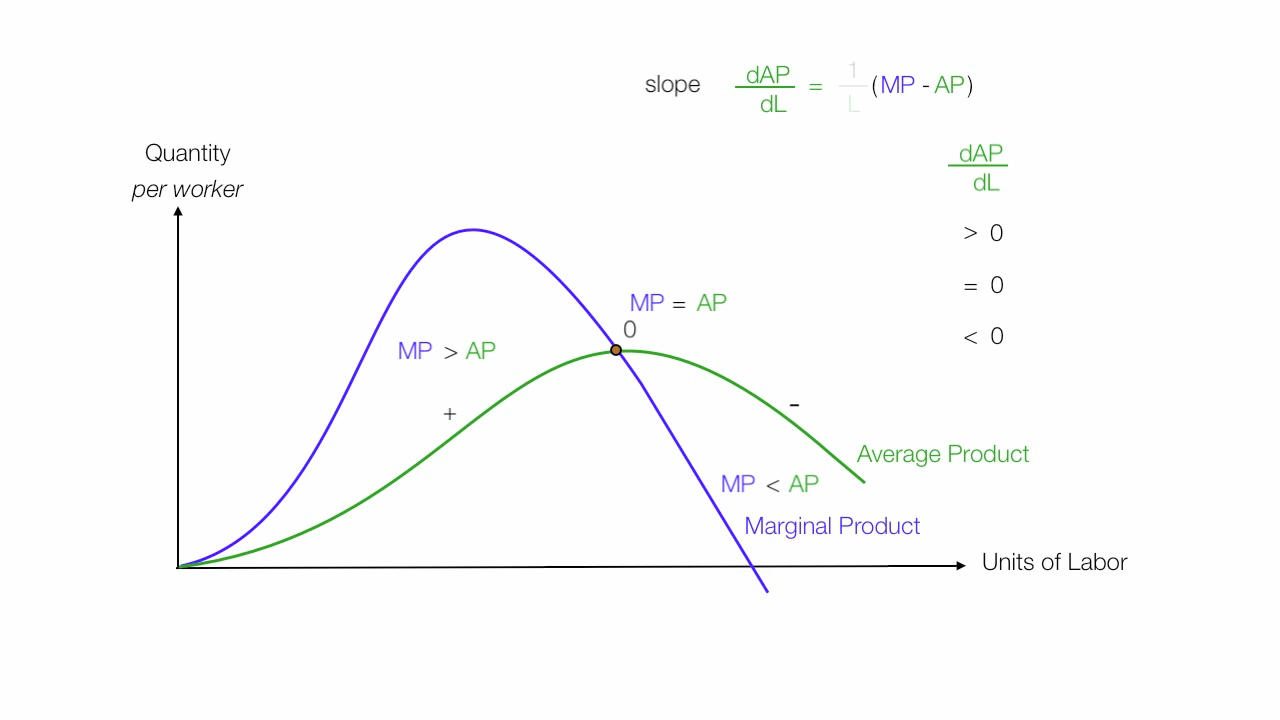 slope dAP/dL = 1/L (MP - AP)
Quantity
per worker
dAP
dL
> 0
= 0
< 0
MP = AP
0
MP > AP
+
-
Average Product
MP < AP
Marginal Product
Units of Labor